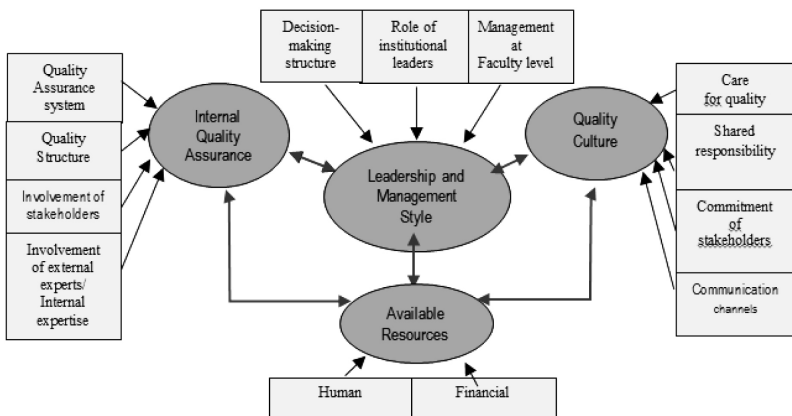 Decision-
making
structure
Role of
institutional
leaders
Management
at
Faculty level
Quality
Assurance
system
Quality
Structure
Involvement of
stakeholders
Involvement
of external
experts/
Internal
expertise
Internal
Quality
Assurance
Leadership and
Management
Style
Quality
Culture
Care
for quality
Shared
responsibility
Commitment
of
stakeholders
Communication
channels
Available
Resources
Human
Financial